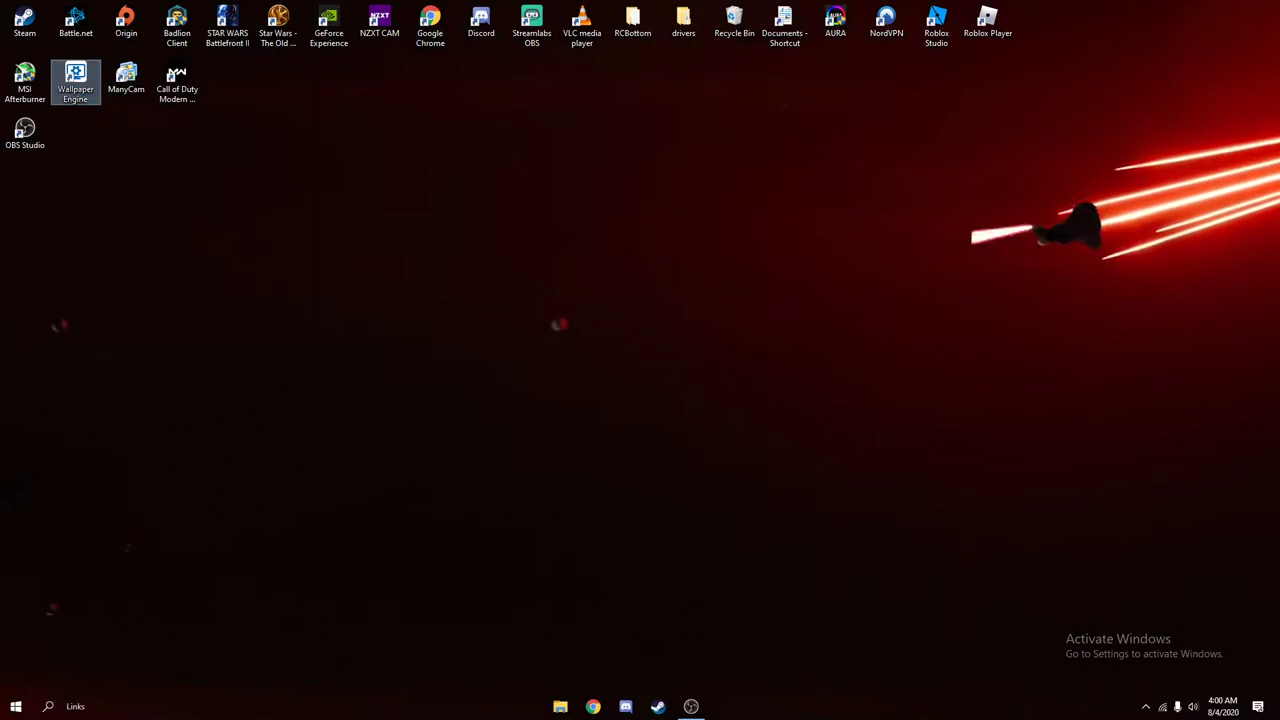 Steam
Battle.net
Origin
Badlion
Client
STAR WARS
Battlefront II
Star Wars -
The Old ...
GeForce
Experience
NZXT
NZXT CAM
Google
Chrome
Discord
Streamlabs
OBS
VLC media
player
RCBottom
drivers
Recycle Bin
Documents -
Shortcut
AURA
AURA
NordVPN
Roblox
Studio
Roblox Player
MSI
Afterburner
Wallpaper
Engine
ManyCam
MW
Call of Duty
Modern ...
OBS Studio
Activate Windows
Go to Settings to activate Windows.
Links
4:00 AM
8/4/2020